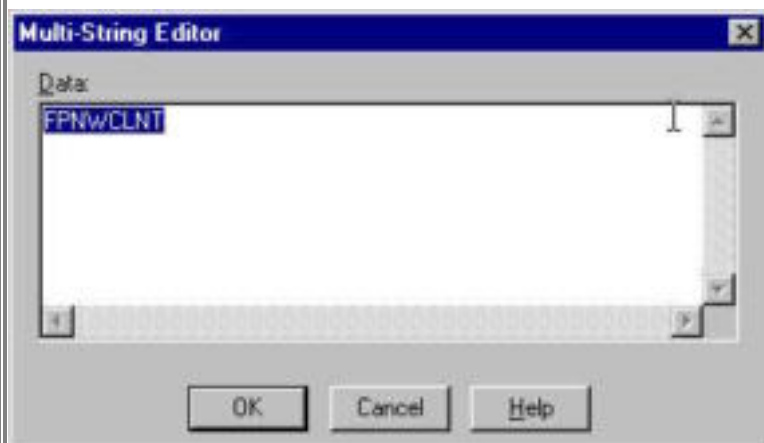 Multi-String Editor
Data:
FPNWCLNT
OK
Cancel
Help